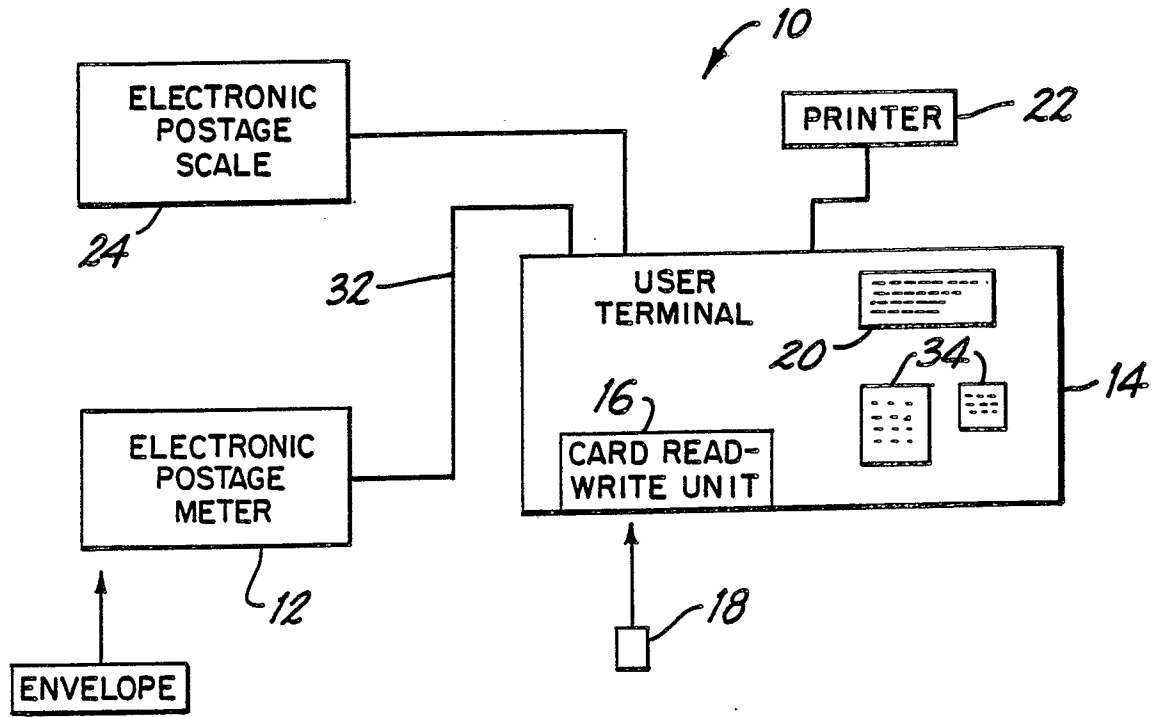 10
ELECTRONIC
POSTAGE
SCALE
24
PRINTER
22
32
USER
TERMINAL
20
34
14
16
CARD READ-
WRITE UNIT
ELECTRONIC
POSTAGE
METER
12
18
ENVELOPE